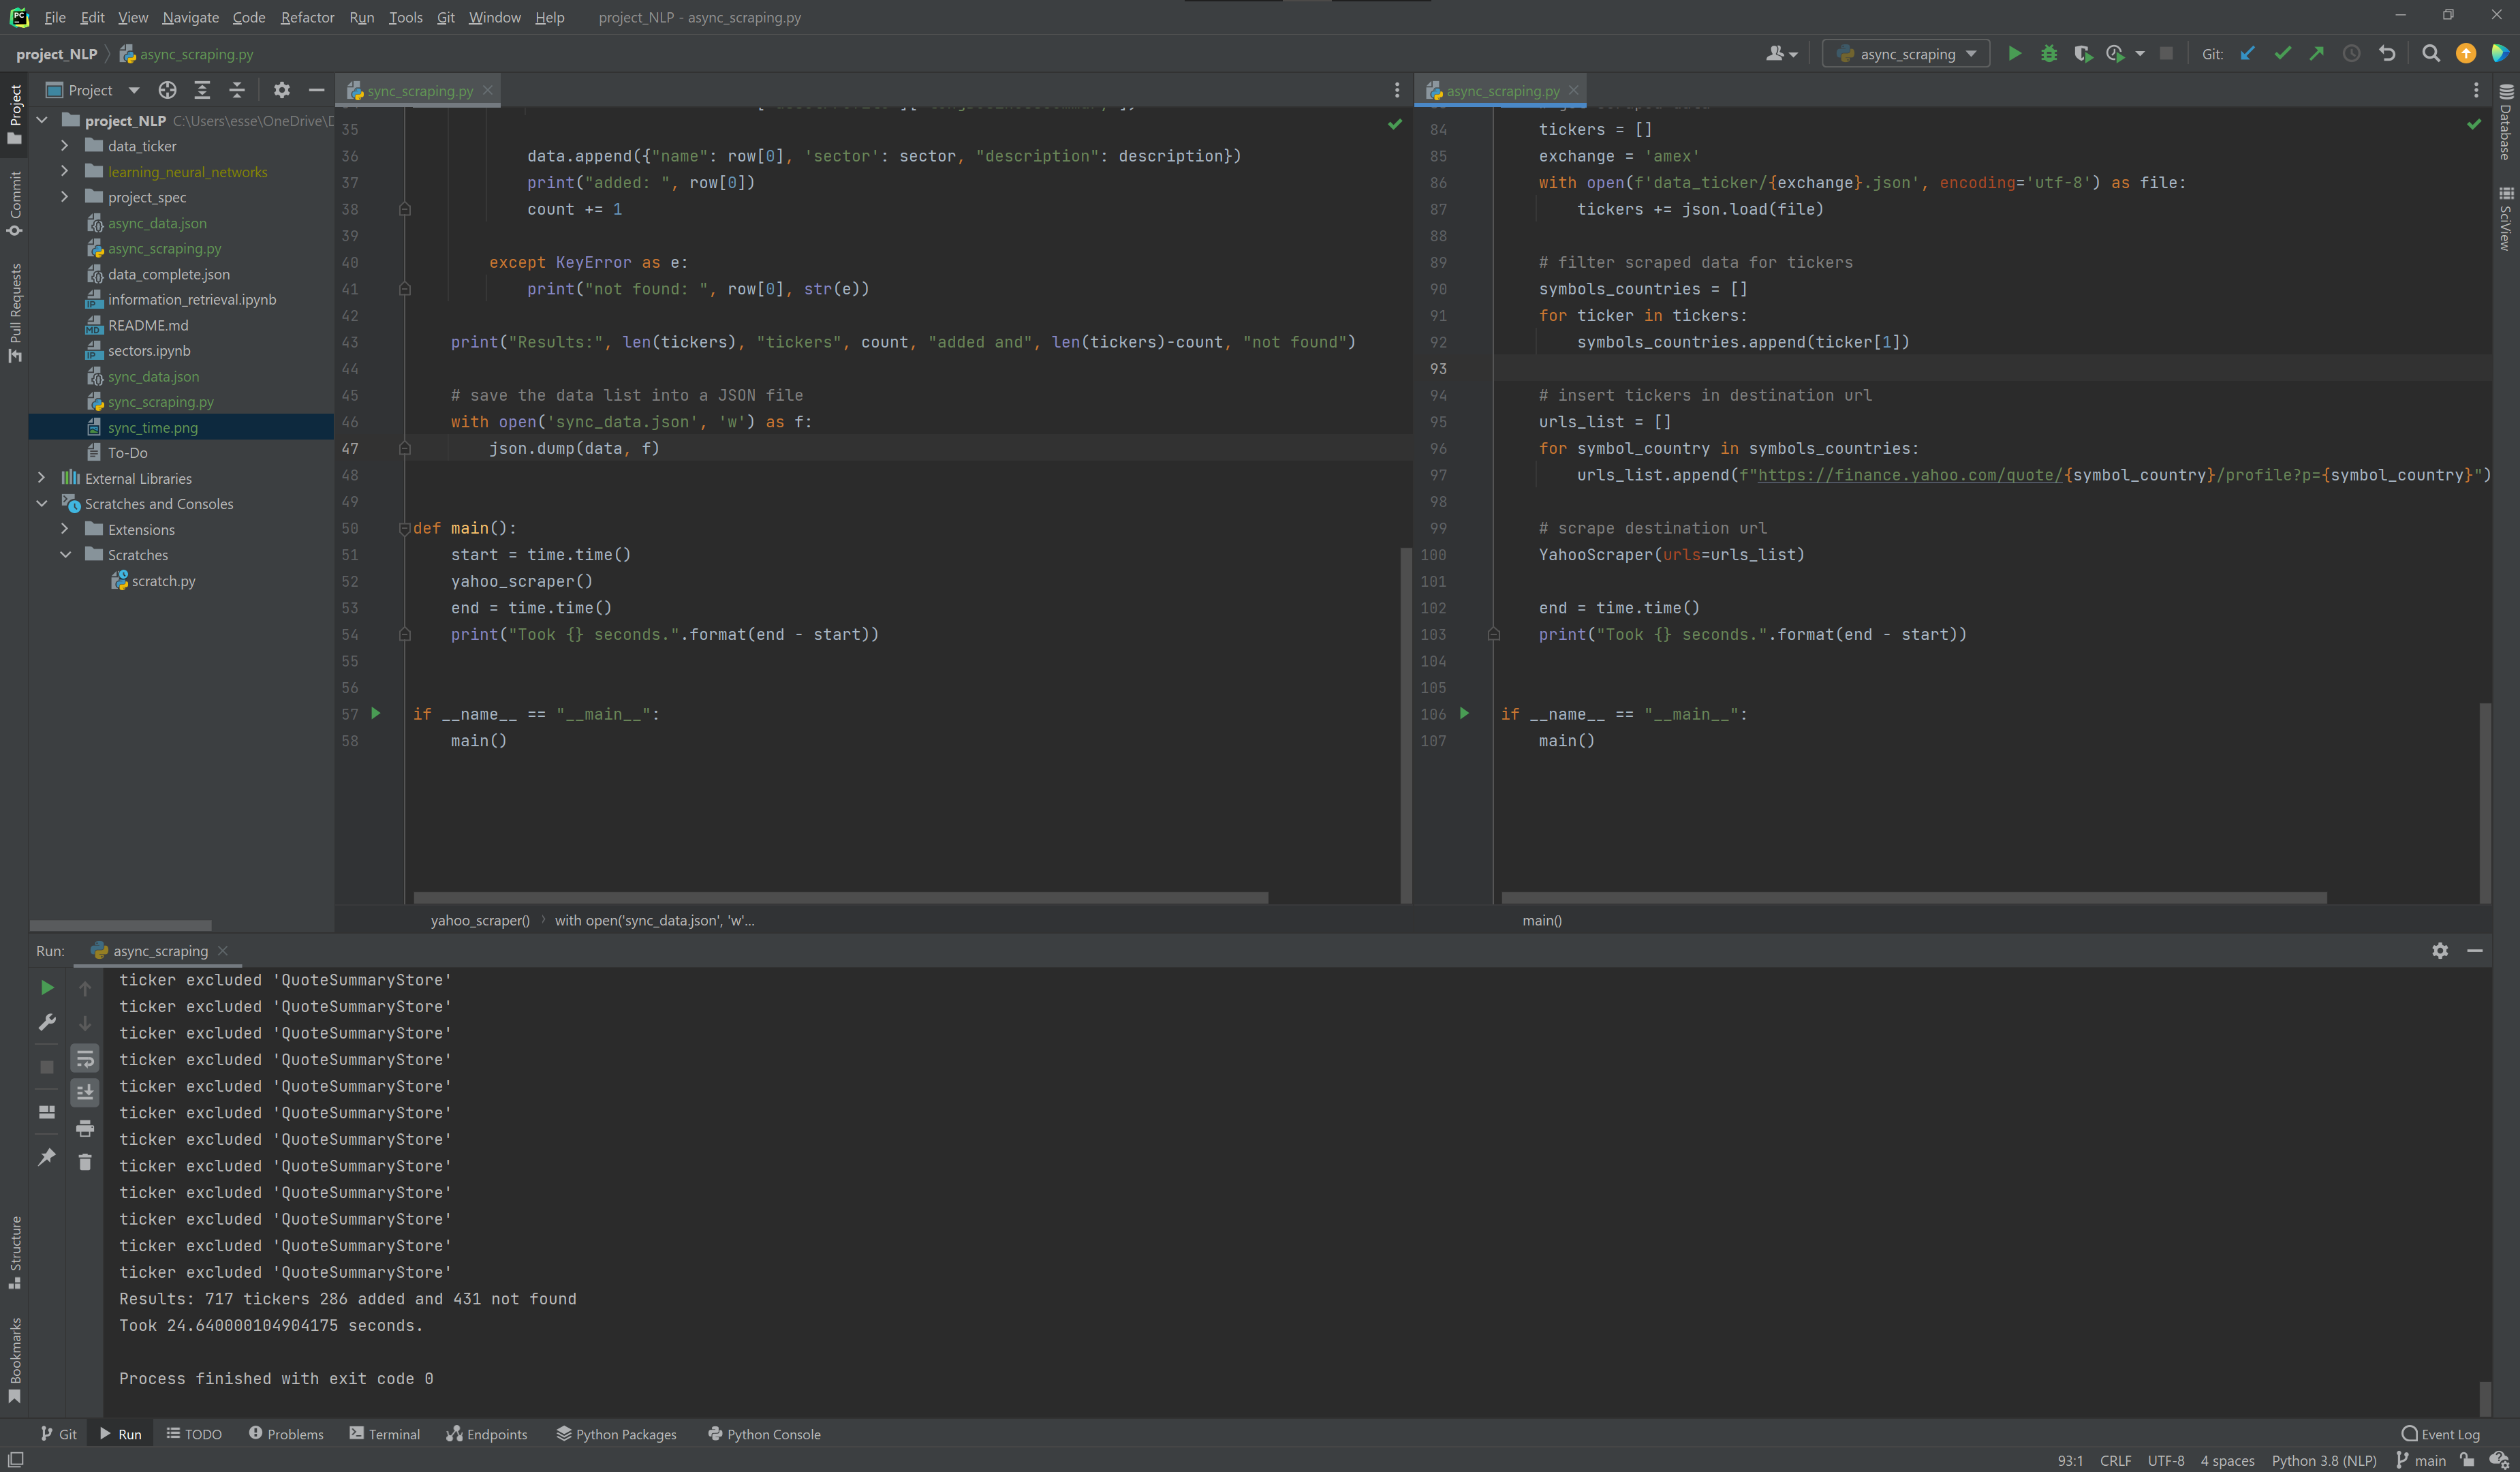 PC File Edit View Navigate Code Refactor Run Tools Git Window Help project_NLP - async_scraping.py
project_NLP async_scraping.py async_scraping Git:
Project
Commit
Pull Requests
Structure
Bookmarks
Project
project_NLP C:\Users\esse\OneDrive\D
data_ticker
learning_neural_networks
project_spec
async_data.json
async_scraping.py
data_complete.json
information_retrieval.ipynb
README.md
sectors.ipynb
sync_data.json
sync_scraping.py
sync_time.png
To-Do
External Libraries
Scratches and Consoles
Extensions
Scratches
scratch.py
sync_scraping.py
35
36 data.append({"name": row[0], 'sector': sector, "description": description})
37 print("added: ", row[0])
38 count += 1
39
40 except KeyError as e:
41 print("not found: ", row[0], str(e))
42
43 print("Results:", len(tickers), "tickers", count, "added and", len(tickers)-count, "not found")
44
45 # save the data list into a JSON file
46 with open('sync_data.json', 'w') as f:
47 json.dump(data, f)
48
49
50 def main():
51 start = time.time()
52 yahoo_scraper()
53 end = time.time()
54 print("Took {} seconds.".format(end - start))
55
56
57 if __name__ == "__main__":
58 main()
yahoo_scraper() with open('sync_data.json', 'w'...
async_scraping.py
84 tickers = []
85 exchange = 'amex'
86 with open(f'data_ticker/{exchange}.json', encoding='utf-8') as file:
87 tickers += json.load(file)
88
89 # filter scraped data for tickers
90 symbols_countries = []
91 for ticker in tickers:
92 symbols_countries.append(ticker[1])
93
94 # insert tickers in destination url
95 urls_list = []
96 for symbol_country in symbols_countries:
97 urls_list.append(f"https://finance.yahoo.com/quote/{symbol_country}/profile?p={symbol_country}")
98
99 # scrape destination url
100 YahooScraper(urls=urls_list)
101
102 end = time.time()
103 print("Took {} seconds.".format(end - start))
104
105
106 if __name__ == "__main__":
107 main()
main()
Database
SciView
Run: async_scraping
ticker excluded 'QuoteSummaryStore'
ticker excluded 'QuoteSummaryStore'
ticker excluded 'QuoteSummaryStore'
ticker excluded 'QuoteSummaryStore'
ticker excluded 'QuoteSummaryStore'
ticker excluded 'QuoteSummaryStore'
ticker excluded 'QuoteSummaryStore'
ticker excluded 'QuoteSummaryStore'
ticker excluded 'QuoteSummaryStore'
ticker excluded 'QuoteSummaryStore'
ticker excluded 'QuoteSummaryStore'
ticker excluded 'QuoteSummaryStore'
Results: 717 tickers 286 added and 431 not found
Took 24.640000104904175 seconds.
Process finished with exit code 0
Git Run TODO Problems Terminal Endpoints Python Packages Python Console Event Log
93:1 CRLF UTF-8 4 spaces Python 3.8 (NLP) main